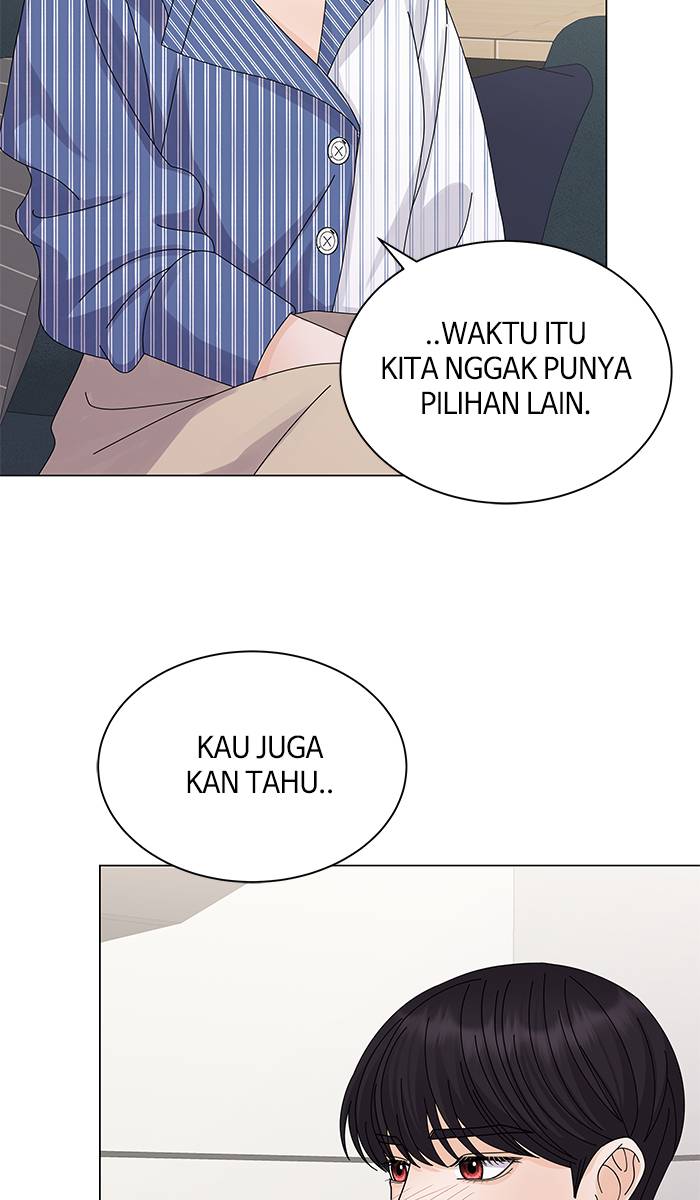 ..WAKTU ITU
KITA NGGAK PUNYA
PILIHAN LAIN.
KAU JUGA
KAN TAHU..